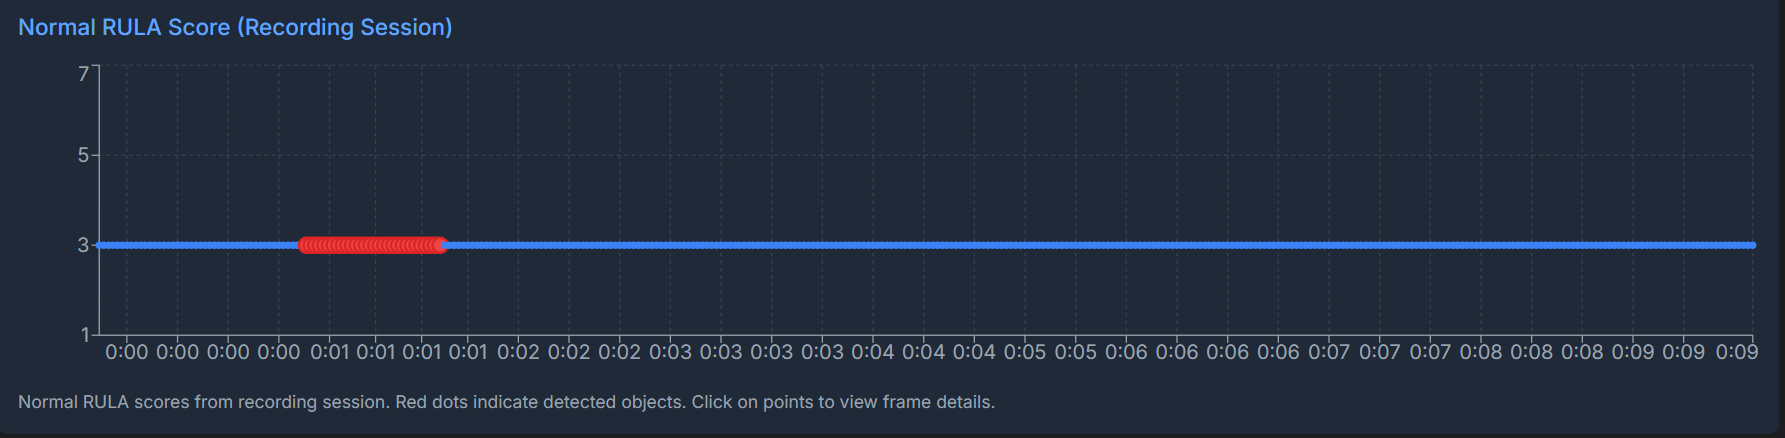 Normal RULA Score (Recording Session)
7
5
3
1
0:00 0:00 0:00 0:00 0:01 0:01 0:01 0:01 0:02 0:02 0:02 0:03 0:03 0:03 0:03 0:04 0:04 0:04 0:05 0:05 0:06 0:06 0:06 0:06 0:07 0:07 0:07 0:08 0:08 0:08 0:09 0:09 0:09
Normal RULA scores from recording session. Red dots indicate detected objects. Click on points to view frame details.